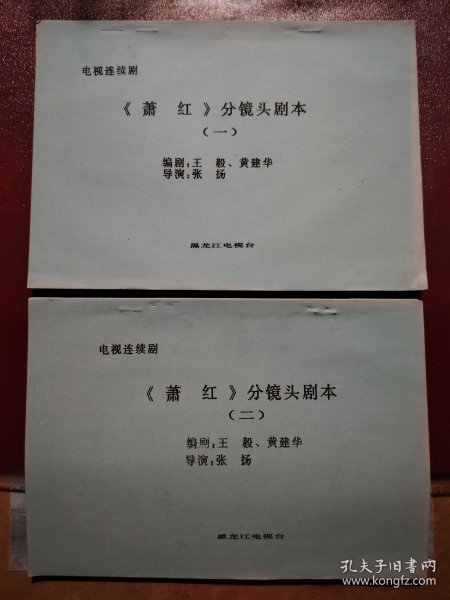 电视连续剧
《 萧 红 》分镜头剧本
（一）
编剧：王 毅、黄建华
导演：张 扬
黑龙江电视台
电视连续剧
《 萧 红 》分镜头剧本
（二）
编剧：王 毅、黄建华
导演：张 扬
黑龙江电视台
孔夫子旧书网
www.kongfz.com